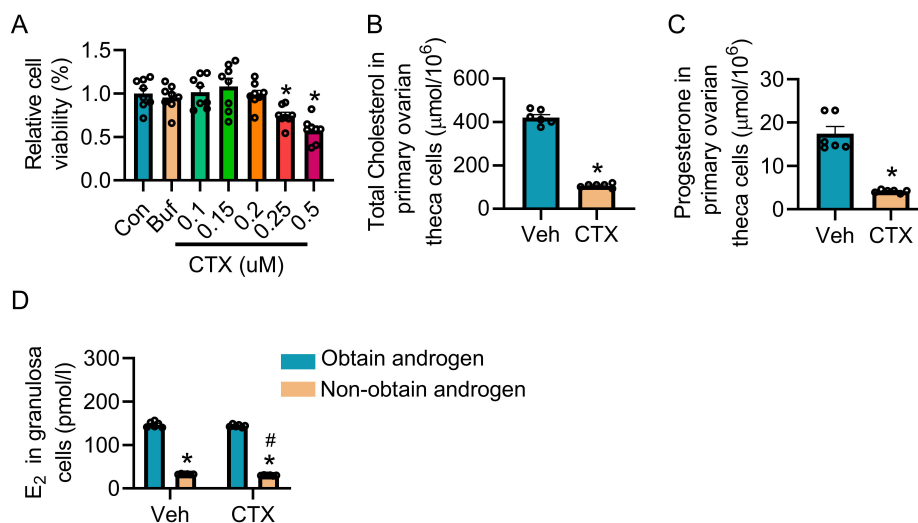 A
Relative cell
viability (%)
1.5
1.0
0.5
0.0
* *
Con Buf 0.1 0.15 0.2 0.25 0.5
CTX (uM)
B
Total Cholesterol in
primary ovarian
theca cells (μmol/10⁶)
600
400
200
0
*
Veh CTX
C
Progesterone in
primary ovarian
theca cells (μmol/10⁶)
30
20
10
0
*
Veh CTX
D
E₂ in granulosa
cells (pmol/l)
300
200
100
0
#
* *
Veh CTX
Obtain androgen
Non-obtain androgen